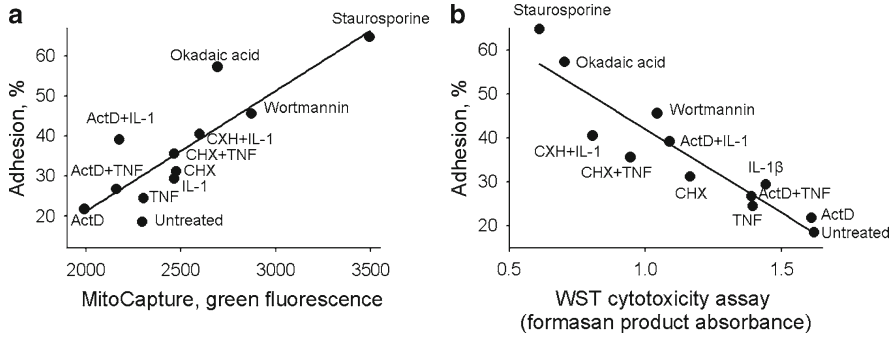 a
Adhesion, %
60
50
40
30
20
Staurosporine
Okadaic acid
Wortmannin
ActD+IL-1
CXH+IL-1
CHX+TNF
ActD+TNF
CHX
IL-1
TNF
ActD
Untreated
2000 2500 3000 3500
MitoCapture, green fluorescence
b
Adhesion, %
60
50
40
30
20
Staurosporine
Okadaic acid
Wortmannin
CXH+IL-1
ActD+IL-1
CHX+TNF
IL-1β
CHX
ActD+TNF
TNF
ActD
Untreated
0.5 1.0 1.5
WST cytotoxicity assay
(formasan product absorbance)